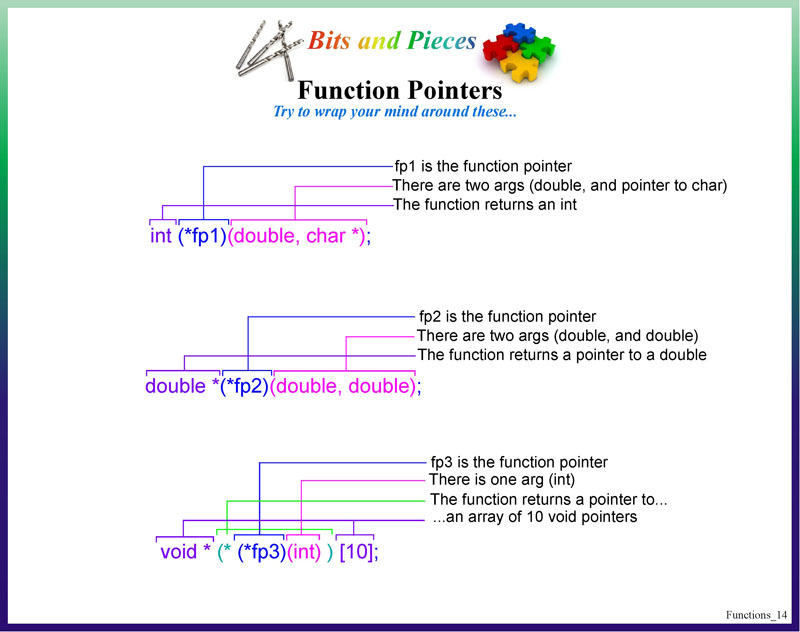 Bits and Pieces
Function Pointers
Try to wrap your mind around these...
fp1 is the function pointer
There are two args (double, and pointer to char)
The function returns an int
int (*fp1)(double, char *);
fp2 is the function pointer
There are two args (double, and double)
The function returns a pointer to a double
double *(*fp2)(double, double);
fp3 is the function pointer
There is one arg (int)
The function returns a pointer to...
...an array of 10 void pointers
void * (* (*fp3)(int) ) [10];
Functions_14